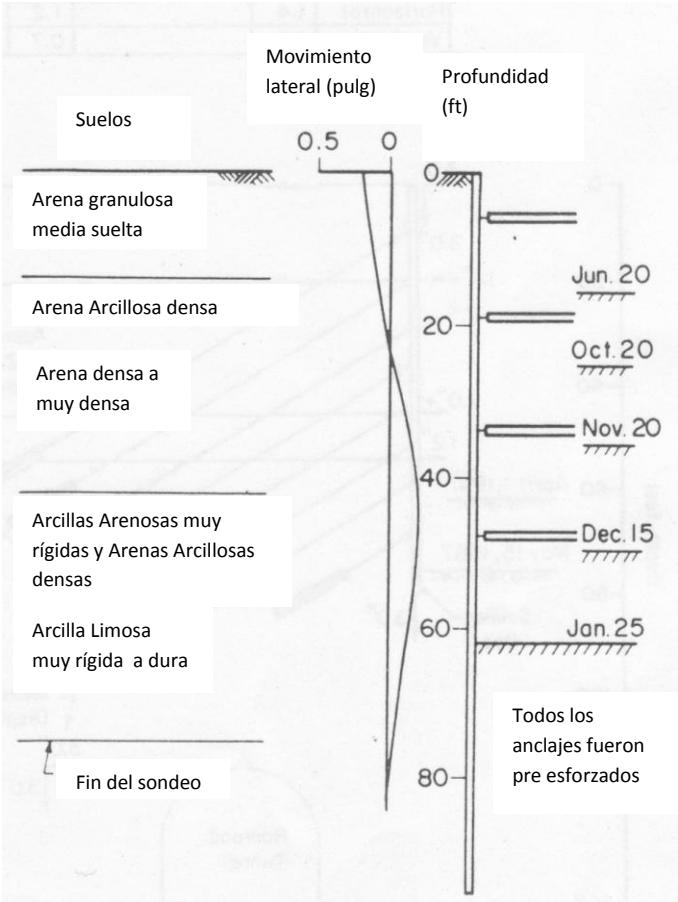 Movimiento
lateral (pulg)
Profundidad
(ft)
Suelos
0.5 0
0
Arena granulosa
media suelta
Jun. 20
Arena Arcillosa densa
20
Oct. 20
Arena densa a
muy densa
Nov. 20
40
Arcillas Arenosas muy
rígidas y Arenas Arcillosas
densas
Dec. 15
Arcilla Limosa
muy rígida a dura
60
Jan. 25
Todos los
anclajes fueron
pre esforzados
Fin del sondeo
80